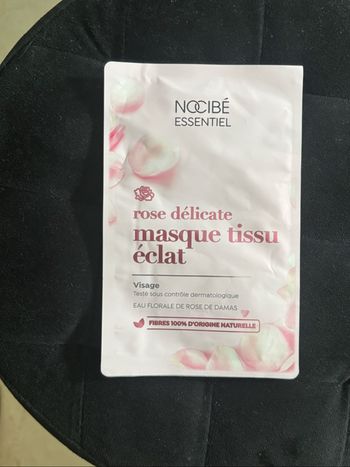 NOCIBÉ
ESSENTIEL
rose délicate
masque tissu
éclat
Visage
Testé sous contrôle dermatologique
EAU FLORALE DE ROSE DE DAMAS
FIBRES 100% D'ORIGINE NATURELLE